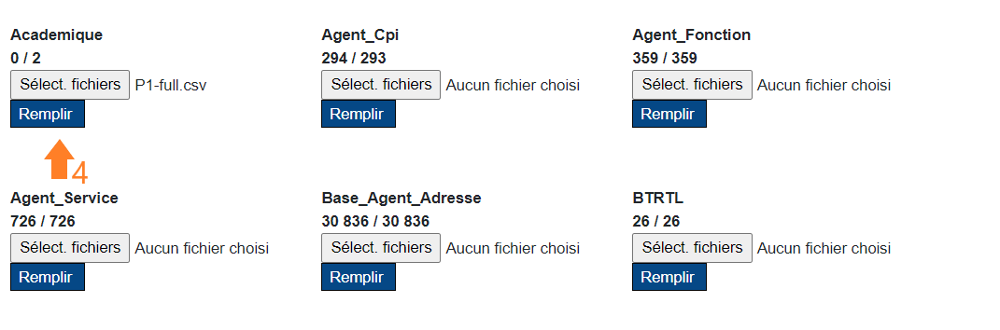 Academique
0 / 2
Sélect. fichiers P1-full.csv
Remplir
Agent_Cpi
294 / 293
Sélect. fichiers Aucun fichier choisi
Remplir
Agent_Fonction
359 / 359
Sélect. fichiers Aucun fichier choisi
Remplir
4
Agent_Service
726 / 726
Sélect. fichiers Aucun fichier choisi
Remplir
Base_Agent_Adresse
30 836 / 30 836
Sélect. fichiers Aucun fichier choisi
Remplir
BTRTL
26 / 26
Sélect. fichiers Aucun fichier choisi
Remplir